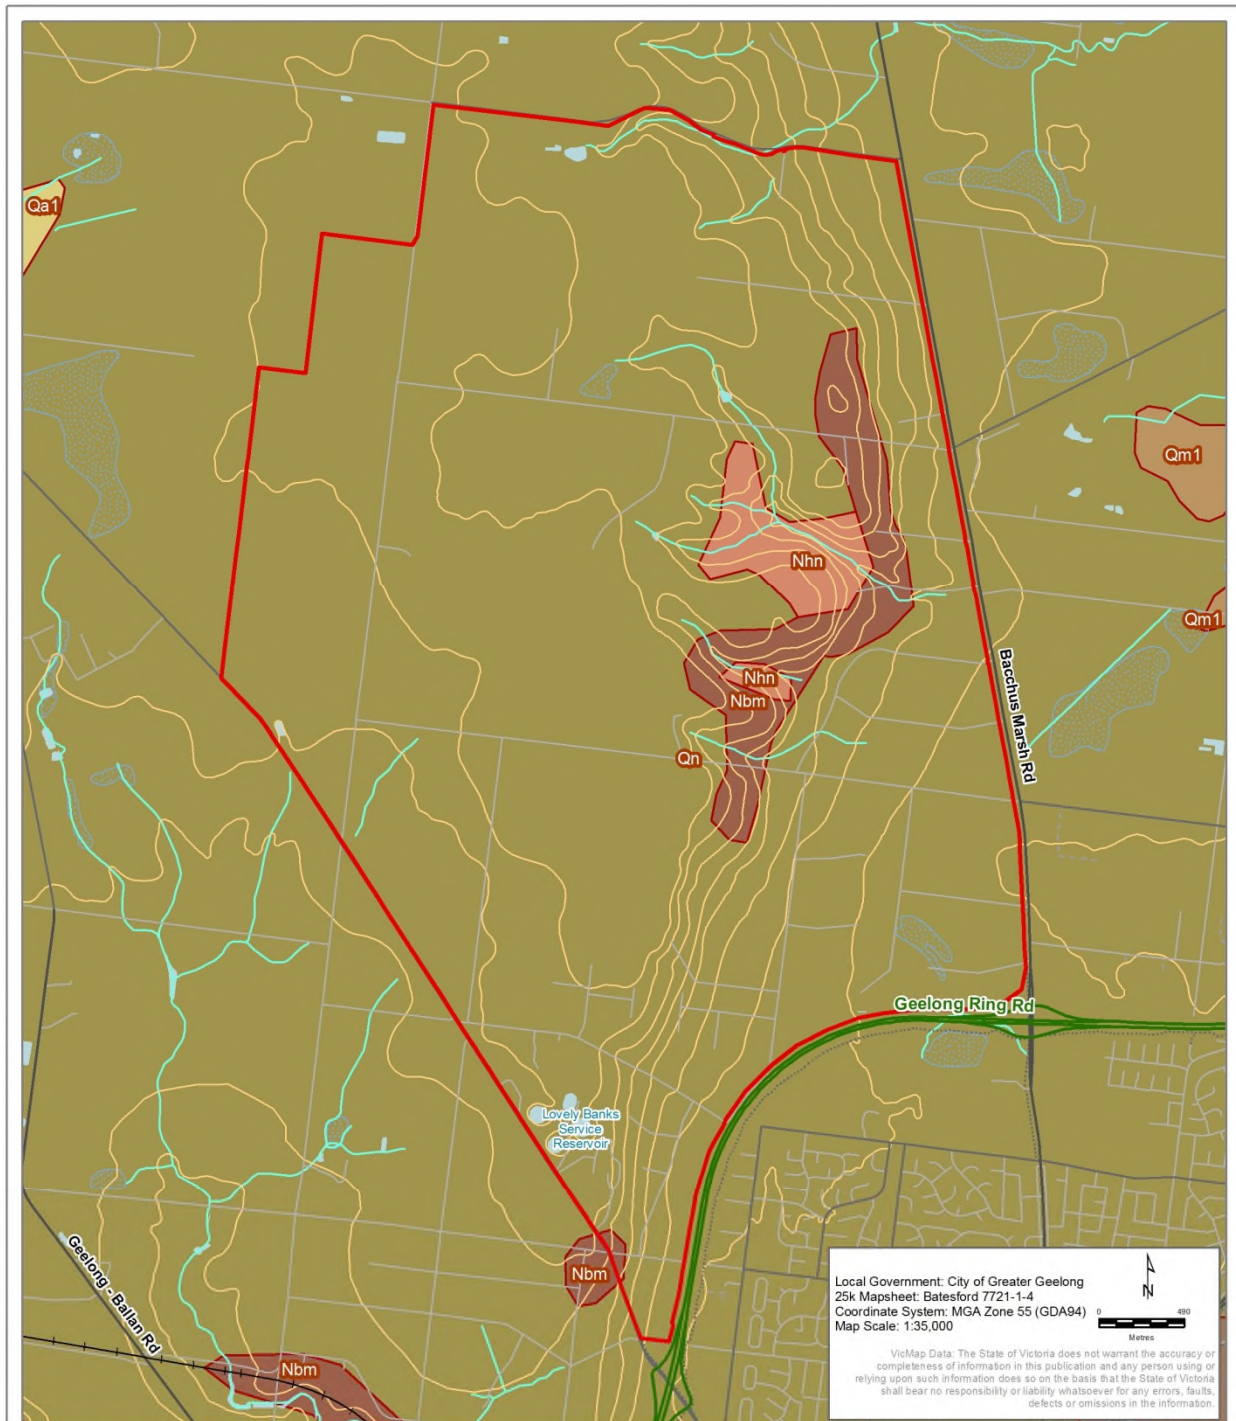 Qa1
Qm1
Nhn
Qm1
Nhn
Nbm
Bacchus Marsh Rd
Qn
Geelong Ring Rd
Lovely Banks
Service
Reservoir
Nbm
Geelong - Ballan Rd
Nbm
Local Government: City of Greater Geelong
25k Mapsheet: Batesford 7721-1-4
Coordinate System: MGA Zone 55 (GDA94)
Map Scale: 1:35,000
N
0 490
Metres
VicMap Data: The State of Victoria does not warrant the accuracy or
completeness of information in this publication and any person using or
relying upon such information does so on the basis that the State of Victoria
shall bear no responsibility or liability whatsoever for any errors, faults,
defects or omissions in the information.